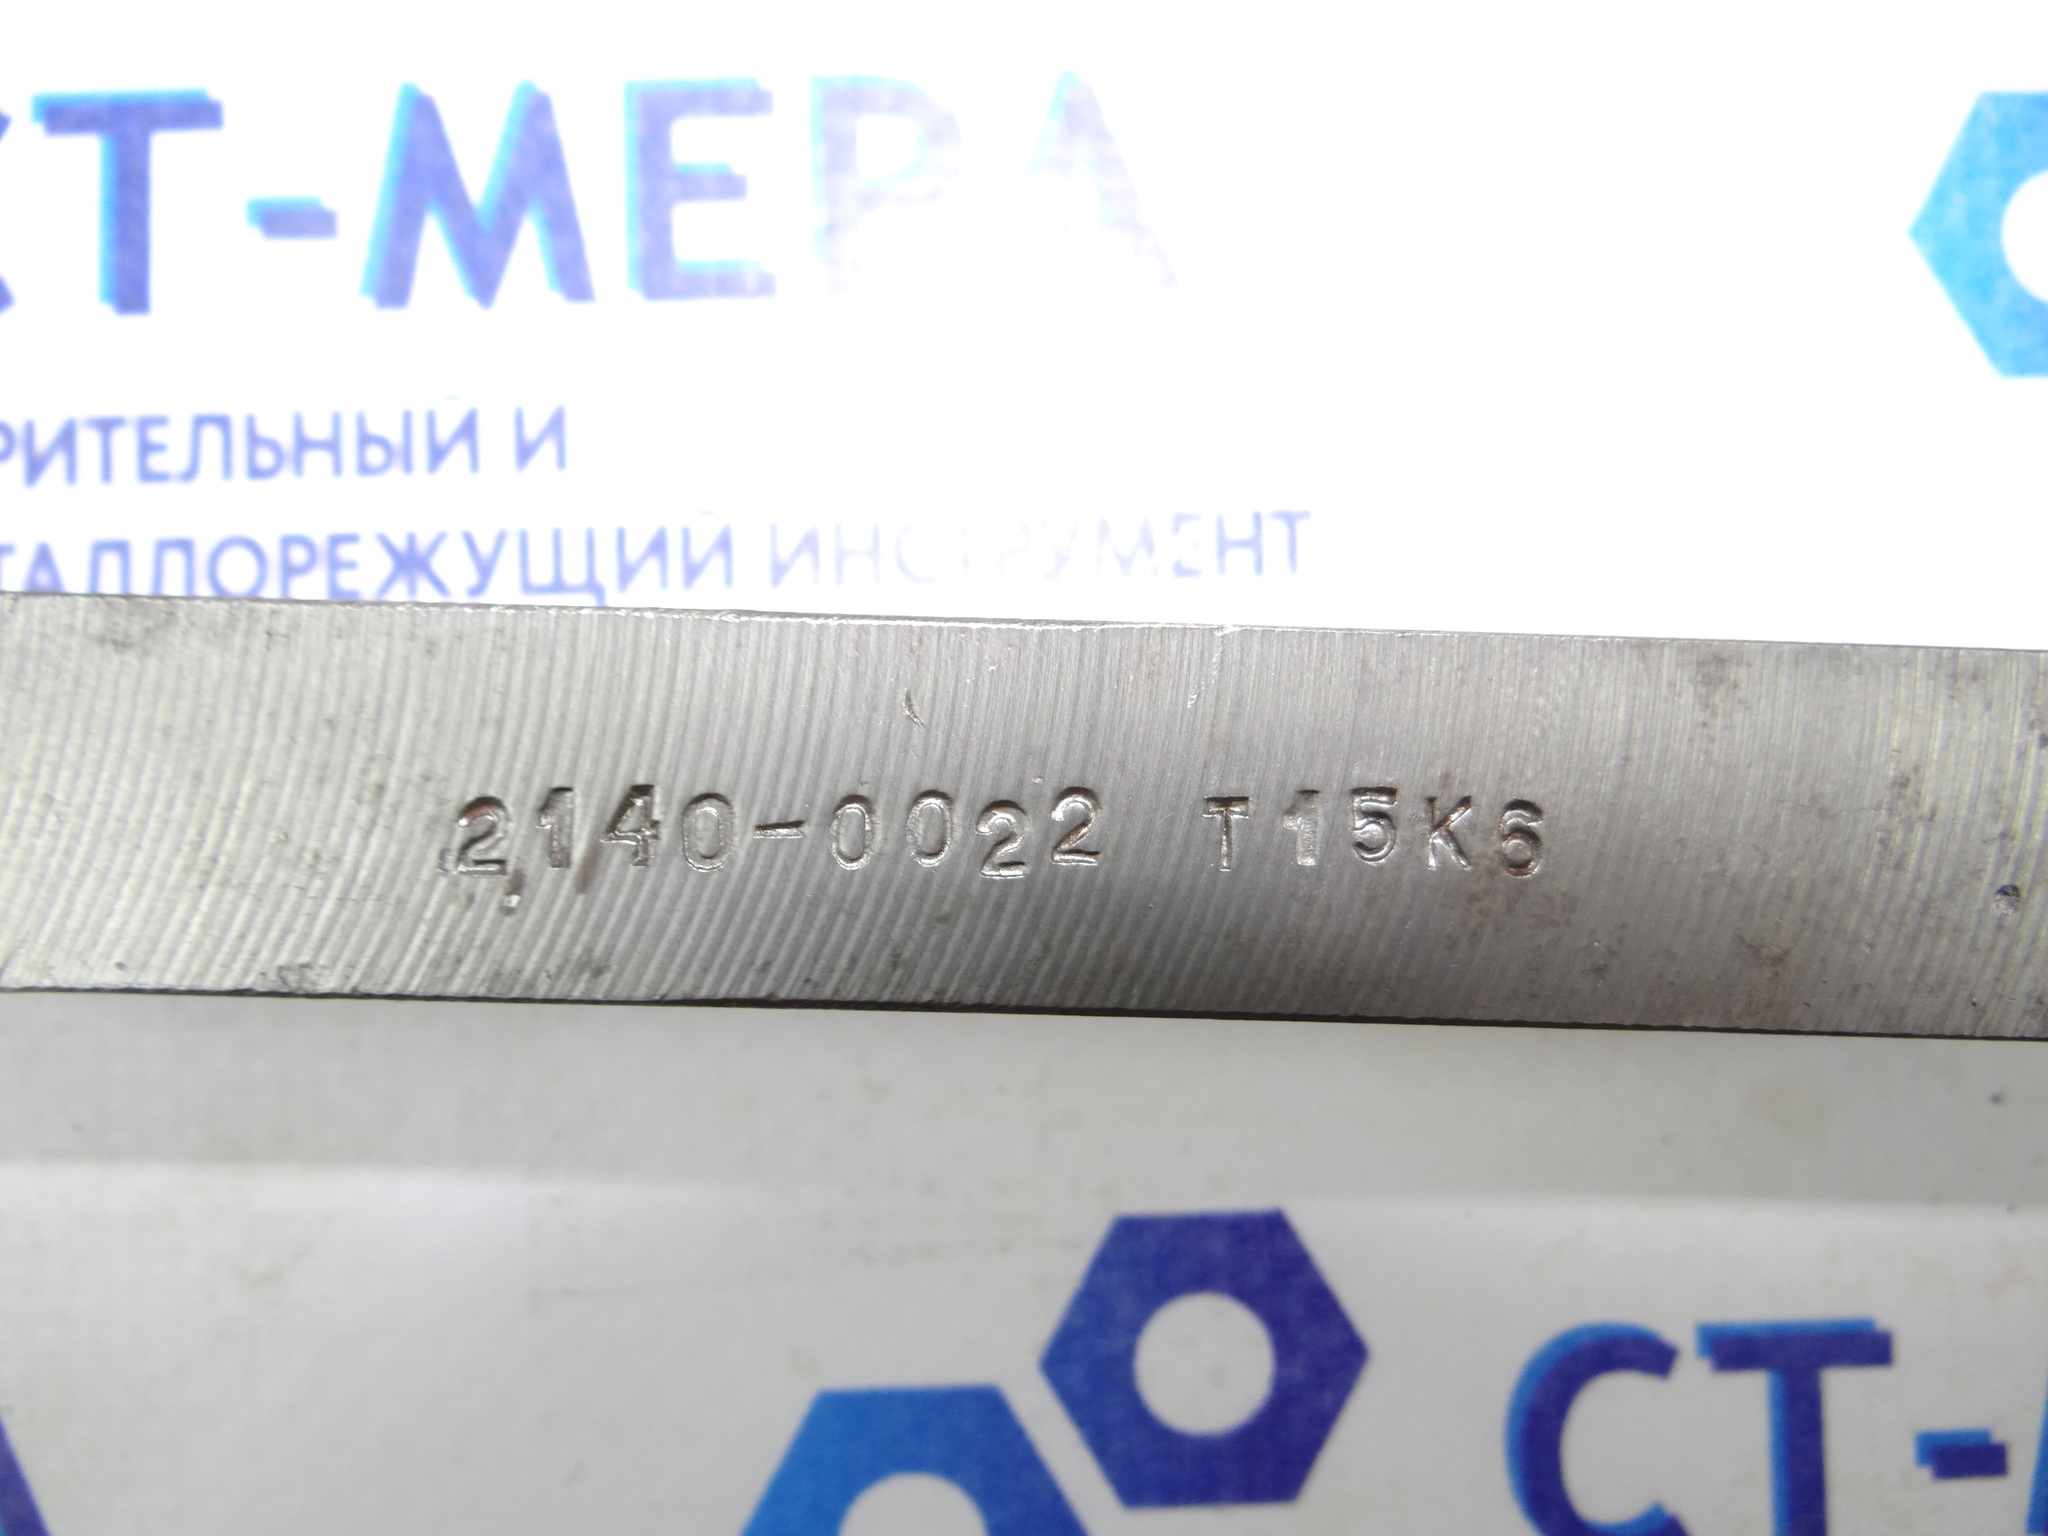 СТ-МЕРА
РИТЕЛЬНЫЙ И
ТАЛЛОРЕЖУЩИЙ ИНСТРУМЕНТ
2140-0022 Т15К6
СТ-